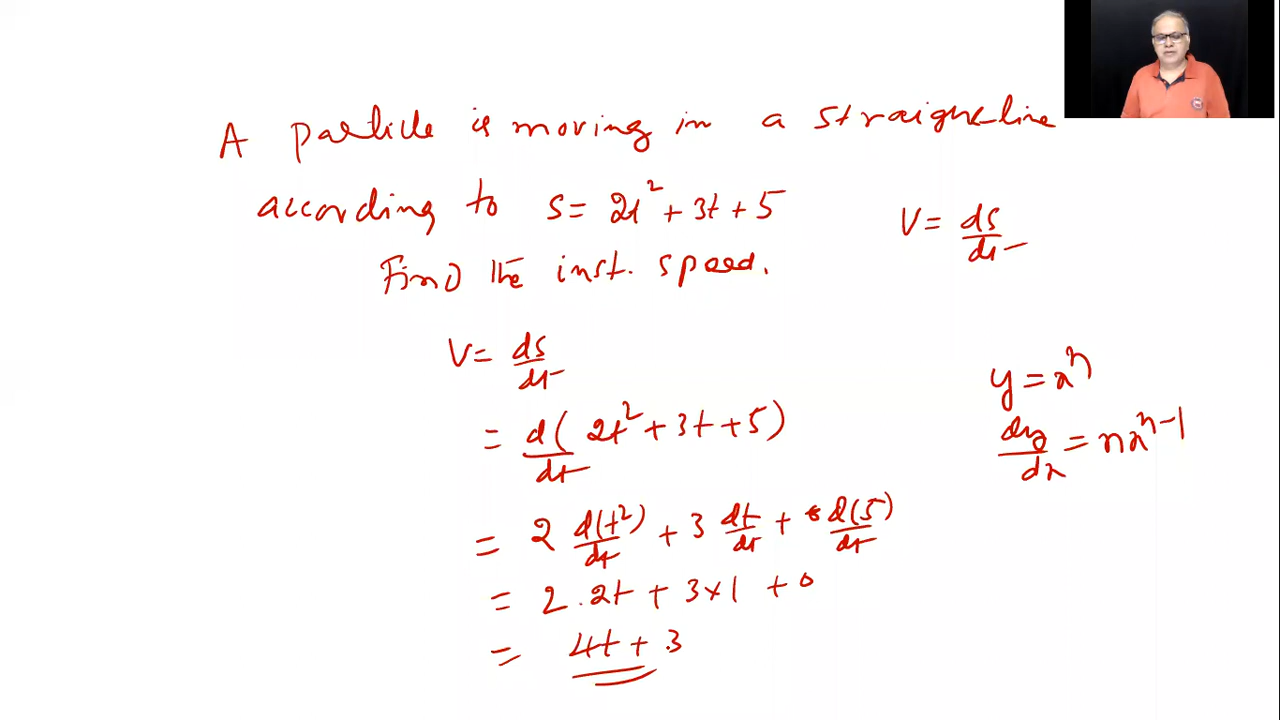 A particle is moving in a straight line
according to s = 2t² + 3t + 5
V = ds/dt
Find the inst. speed.
V = ds/dt
= d/dt (2t² + 3t + 5)
y = xⁿ
dy/dx = nxⁿ⁻¹
= 2 d(t²)/dt + 3 dt/dt + d(5)/dt
= 2.2t + 3×1 + 0
= 4t + 3